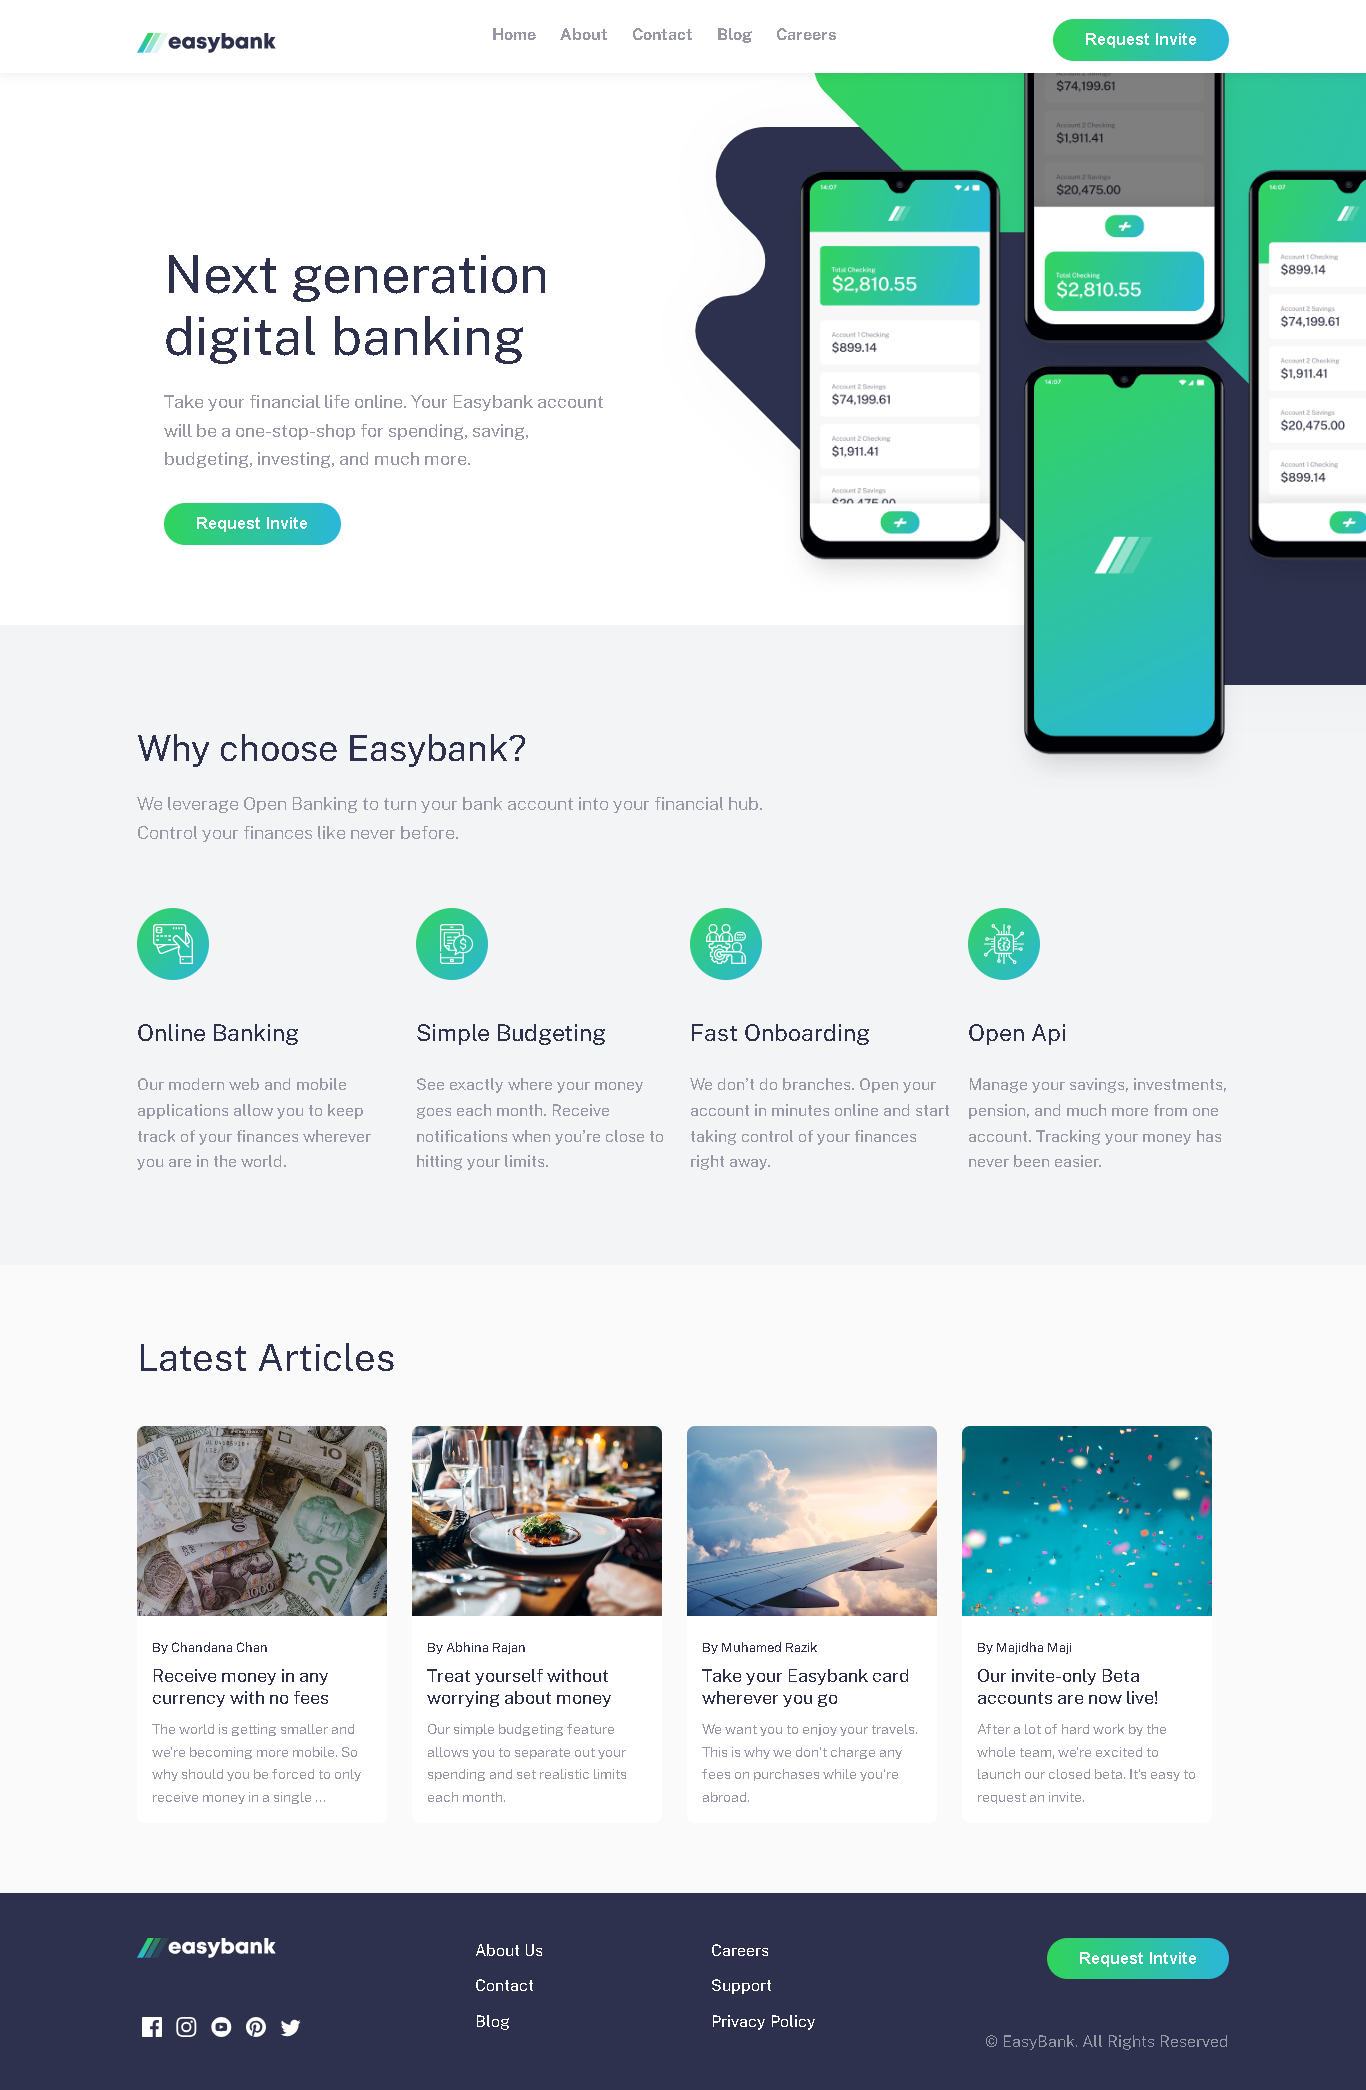 easybank
Home About Contact Blog Careers
Request Invite
Next generation
digital banking
Take your financial life online. Your Easybank account
will be a one-stop-shop for spending, saving,
budgeting, investing, and much more.
Request Invite
14:07
Total Checking
$2,810.55
Account 1 Checking
$899.14
Account 2 Savings
$74,199.61
Account 2 Checking
$1,911.41
Account 2 Savings
$20,475.00
$74,199.61
Account 2 Checking
$1,911.41
Account 2 Savings
$20,475.00
Total Checking
$2,810.55
14:07
14:07
Account 1 Checking
$899.14
Account 2 Savings
$74,199.61
Account 2 Checking
$1,911.41
Account 2 Savings
$20,475.00
Account 1 Checking
$899.14
Why choose Easybank?
We leverage Open Banking to turn your bank account into your financial hub.
Control your finances like never before.
Online Banking
Our modern web and mobile
applications allow you to keep
track of your finances wherever
you are in the world.
Simple Budgeting
See exactly where your money
goes each month. Receive
notifications when you’re close to
hitting your limits.
Fast Onboarding
We don’t do branches. Open your
account in minutes online and start
taking control of your finances
right away.
Open Api
Manage your savings, investments,
pension, and much more from one
account. Tracking your money has
never been easier.
Latest Articles
10
20
1000
By Chandana Chan
Receive money in any
currency with no fees
The world is getting smaller and
we’re becoming more mobile. So
why should you be forced to only
receive money in a single …
By Abhina Rajan
Treat yourself without
worrying about money
Our simple budgeting feature
allows you to separate out your
spending and set realistic limits
each month.
By Muhamed Razik
Take your Easybank card
wherever you go
We want you to enjoy your travels.
This is why we don’t charge any
fees on purchases while you’re
abroad.
By Majidha Maji
Our invite-only Beta
accounts are now live!
After a lot of hard work by the
whole team, we’re excited to
launch our closed beta. It’s easy to
request an invite.
easybank
About Us
Contact
Blog
Careers
Support
Privacy Policy
Request Intvite
© EasyBank. All Rights Reserved